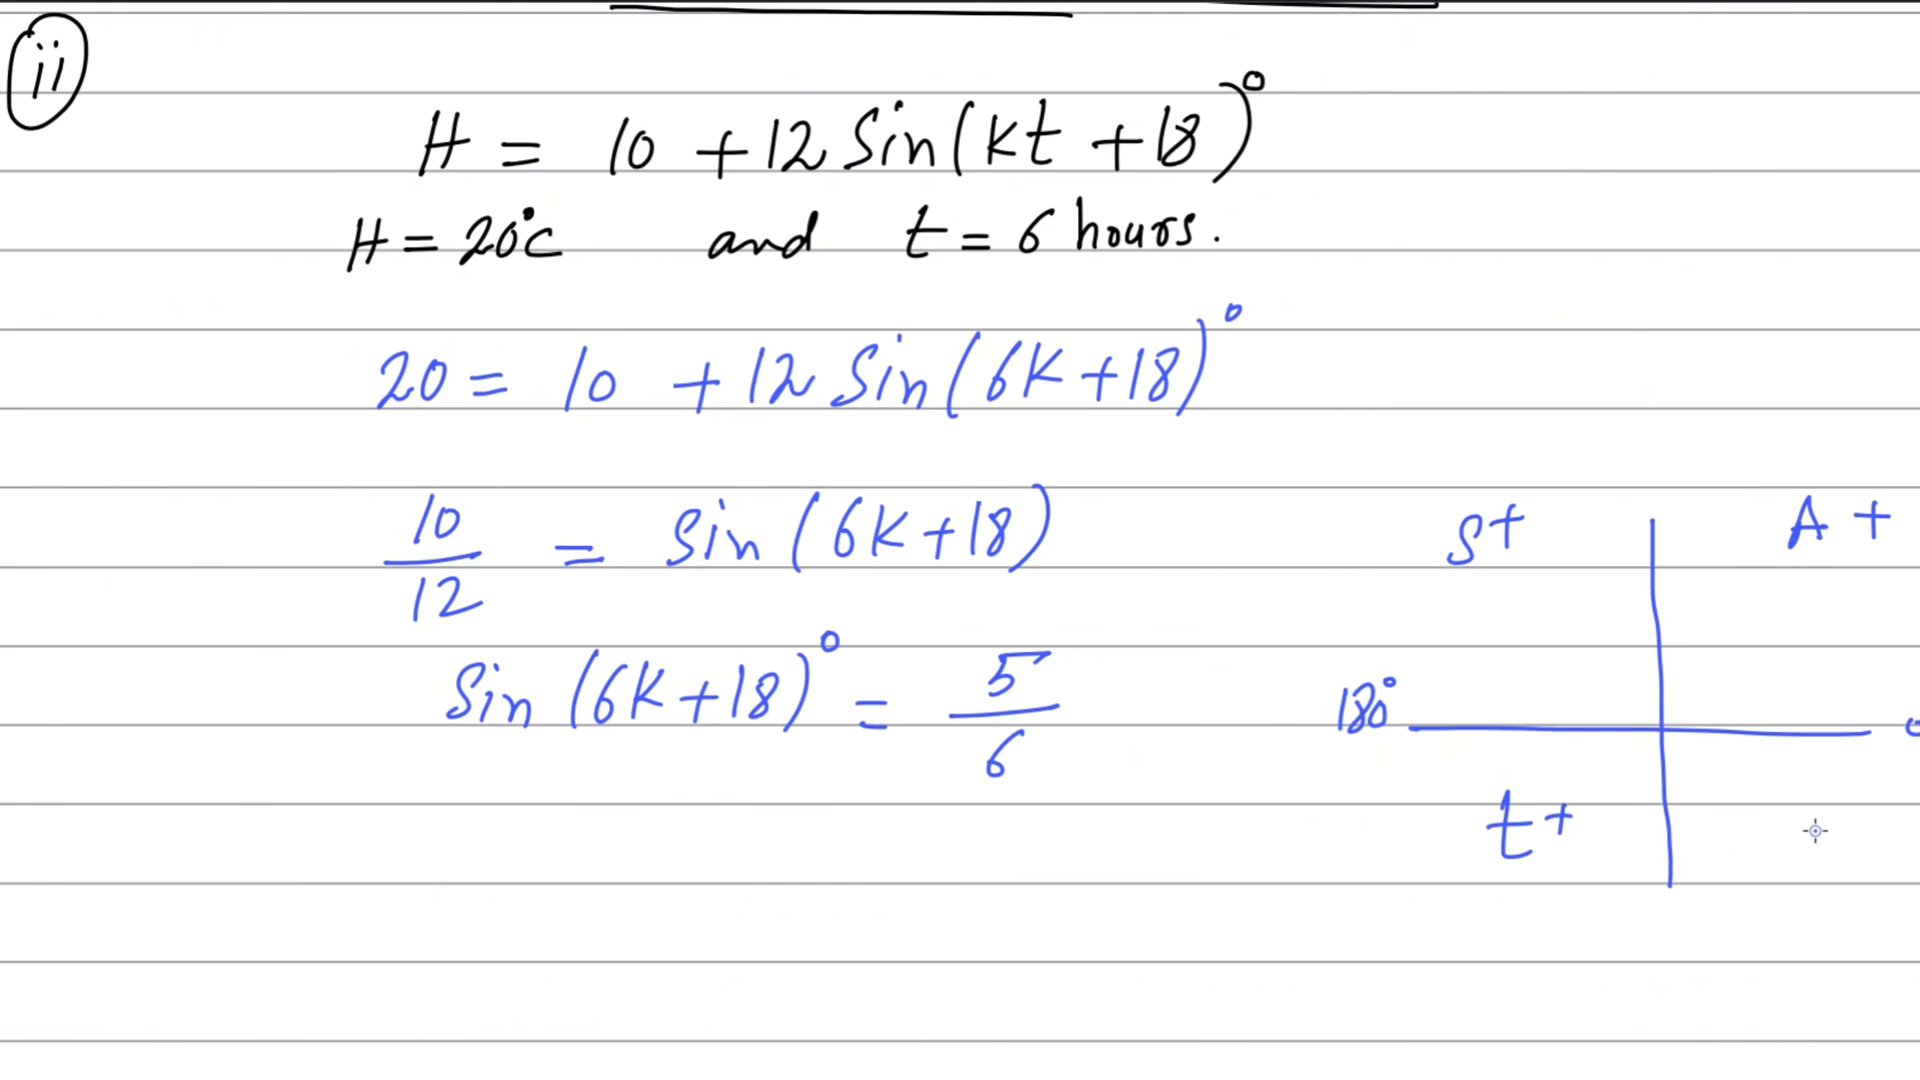 ii
H = 10 + 12 Sin(kt + 18)°
H = 20°c and t = 6 hours.
20 = 10 + 12 Sin(6k + 18)°
10/12 = Sin(6k + 18)
Sin(6k + 18)° = 5/6
S+ A+
180°
t+